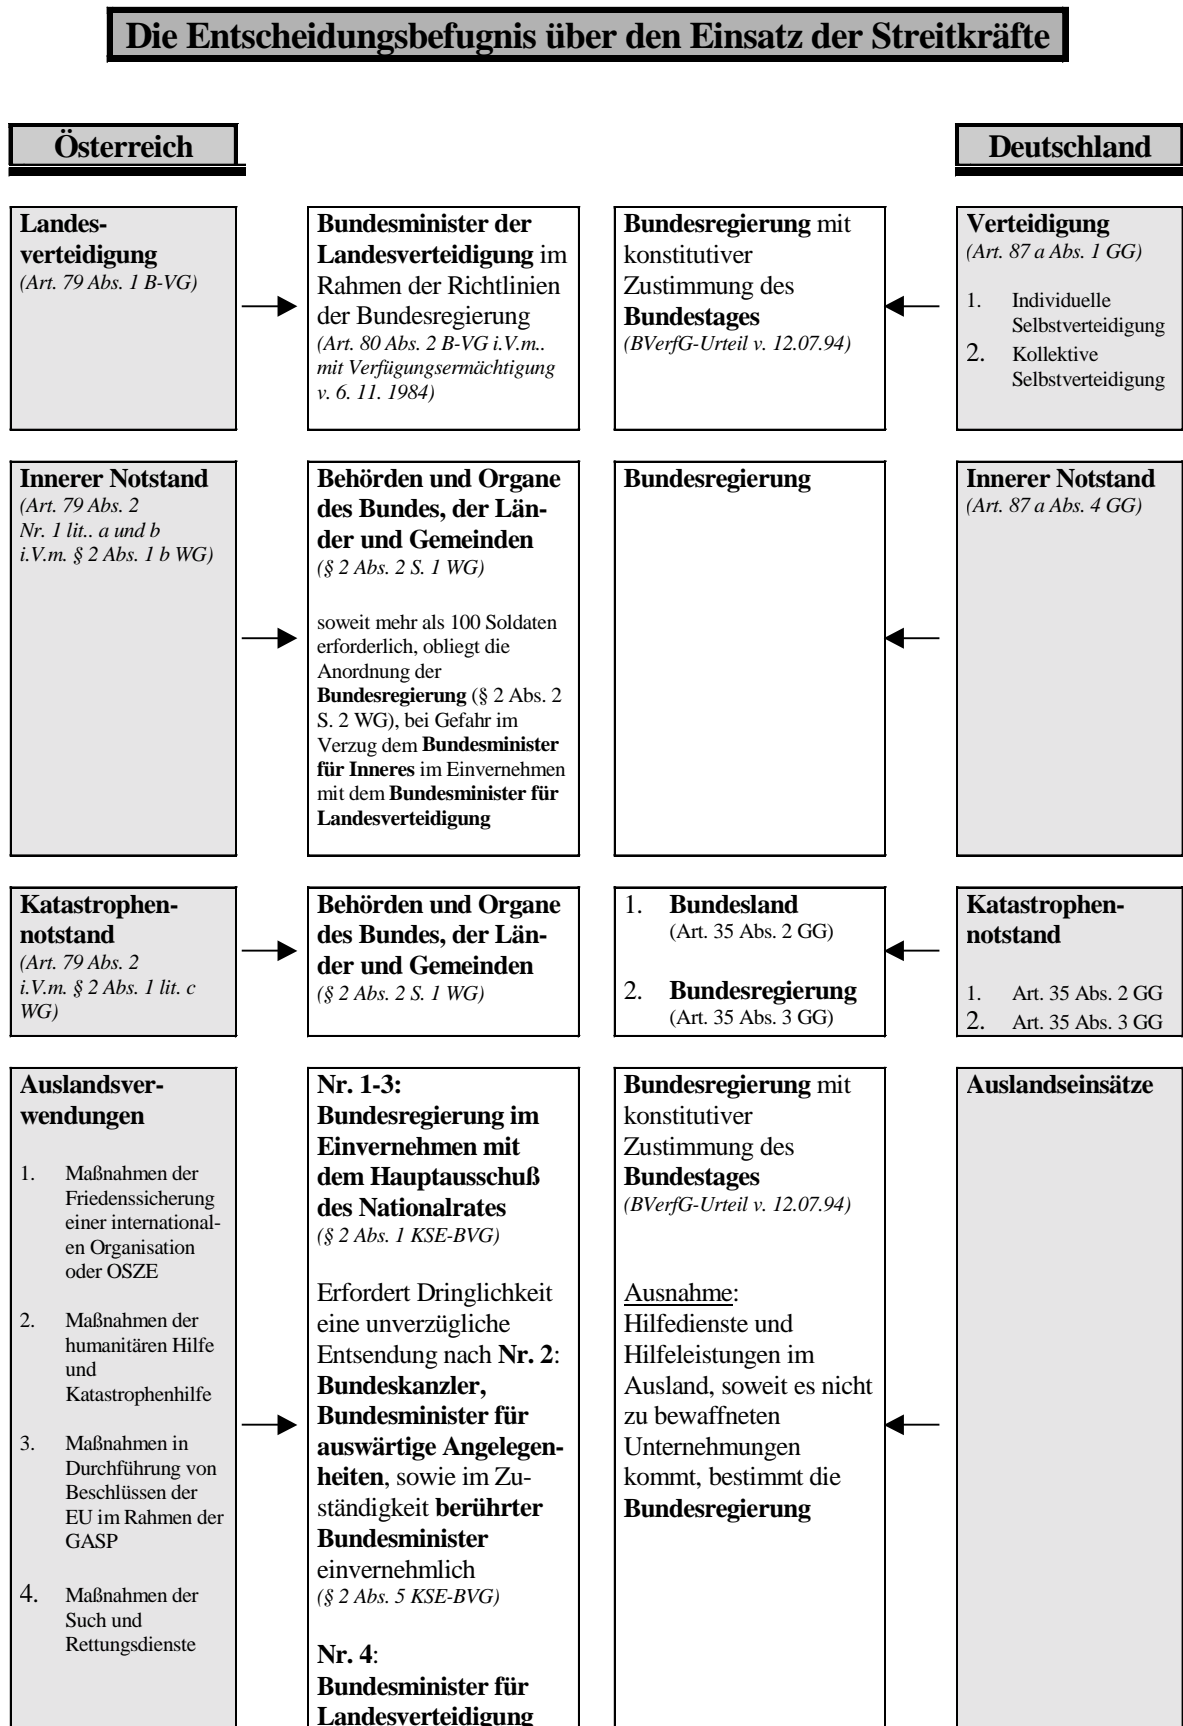 Die Entscheidungsbefugnis über den Einsatz der Streitkräfte
Österreich
Deutschland
Landes-
verteidigung
(Art. 79 Abs. 1 B-VG)
Bundesminister der
Landesverteidigung im
Rahmen der Richtlinien
der Bundesregierung
(Art. 80 Abs. 2 B-VG i.V.m..
mit Verfügungsermächtigung
v. 6. 11. 1984)
Bundesregierung mit
konstitutiver
Zustimmung des
Bundestages
(BVerfG-Urteil v. 12.07.94)
Verteidigung
(Art. 87 a Abs. 1 GG)
1. Individuelle
Selbstverteidigung
2. Kollektive
Selbstverteidigung
Innerer Notstand
(Art. 79 Abs. 2
Nr. 1 lit.. a und b
i.V.m. § 2 Abs. 1 b WG)
Behörden und Organe
des Bundes, der Län-
der und Gemeinden
(§ 2 Abs. 2 S. 1 WG)
soweit mehr als 100 Soldaten
erforderlich, obliegt die
Anordnung der
Bundesregierung (§ 2 Abs. 2
S. 2 WG), bei Gefahr im
Verzug dem Bundesminister
für Inneres im Einvernehmen
mit dem Bundesminister für
Landesverteidigung
Bundesregierung
Innerer Notstand
(Art. 87 a Abs. 4 GG)
Katastrophen-
notstand
(Art. 79 Abs. 2
i.V.m. § 2 Abs. 1 lit. c
WG)
Behörden und Organe
des Bundes, der Län-
der und Gemeinden
(§ 2 Abs. 2 S. 1 WG)
1. Bundesland
(Art. 35 Abs. 2 GG)
2. Bundesregierung
(Art. 35 Abs. 3 GG)
Katastrophen-
notstand
1. Art. 35 Abs. 2 GG
2. Art. 35 Abs. 3 GG
Auslandsver-
wendungen
1. Maßnahmen der
Friedenssicherung
einer international-
en Organisation
oder OSZE
2. Maßnahmen der
humanitären Hilfe
und
Katastrophenhilfe
3. Maßnahmen in
Durchführung von
Beschlüssen der
EU im Rahmen der
GASP
4. Maßnahmen der
Such und
Rettungsdienste
Nr. 1-3:
Bundesregierung im
Einvernehmen mit
dem Hauptausschuß
des Nationalrates
(§ 2 Abs. 1 KSE-BVG)
Erfordert Dringlichkeit
eine unverzügliche
Entsendung nach Nr. 2:
Bundeskanzler,
Bundesminister für
auswärtige Angelegen-
heiten, sowie im Zu-
ständigkeit berührter
Bundesminister
einvernehmlich
(§ 2 Abs. 5 KSE-BVG)
Nr. 4:
Bundesminister für
Landesverteidigung
Bundesregierung mit
konstitutiver
Zustimmung des
Bundestages
(BVerfG-Urteil v. 12.07.94)
Ausnahme:
Hilfedienste und
Hilfeleistungen im
Ausland, soweit es nicht
zu bewaffneten
Unternehmungen
kommt, bestimmt die
Bundesregierung
Auslandseinsätze